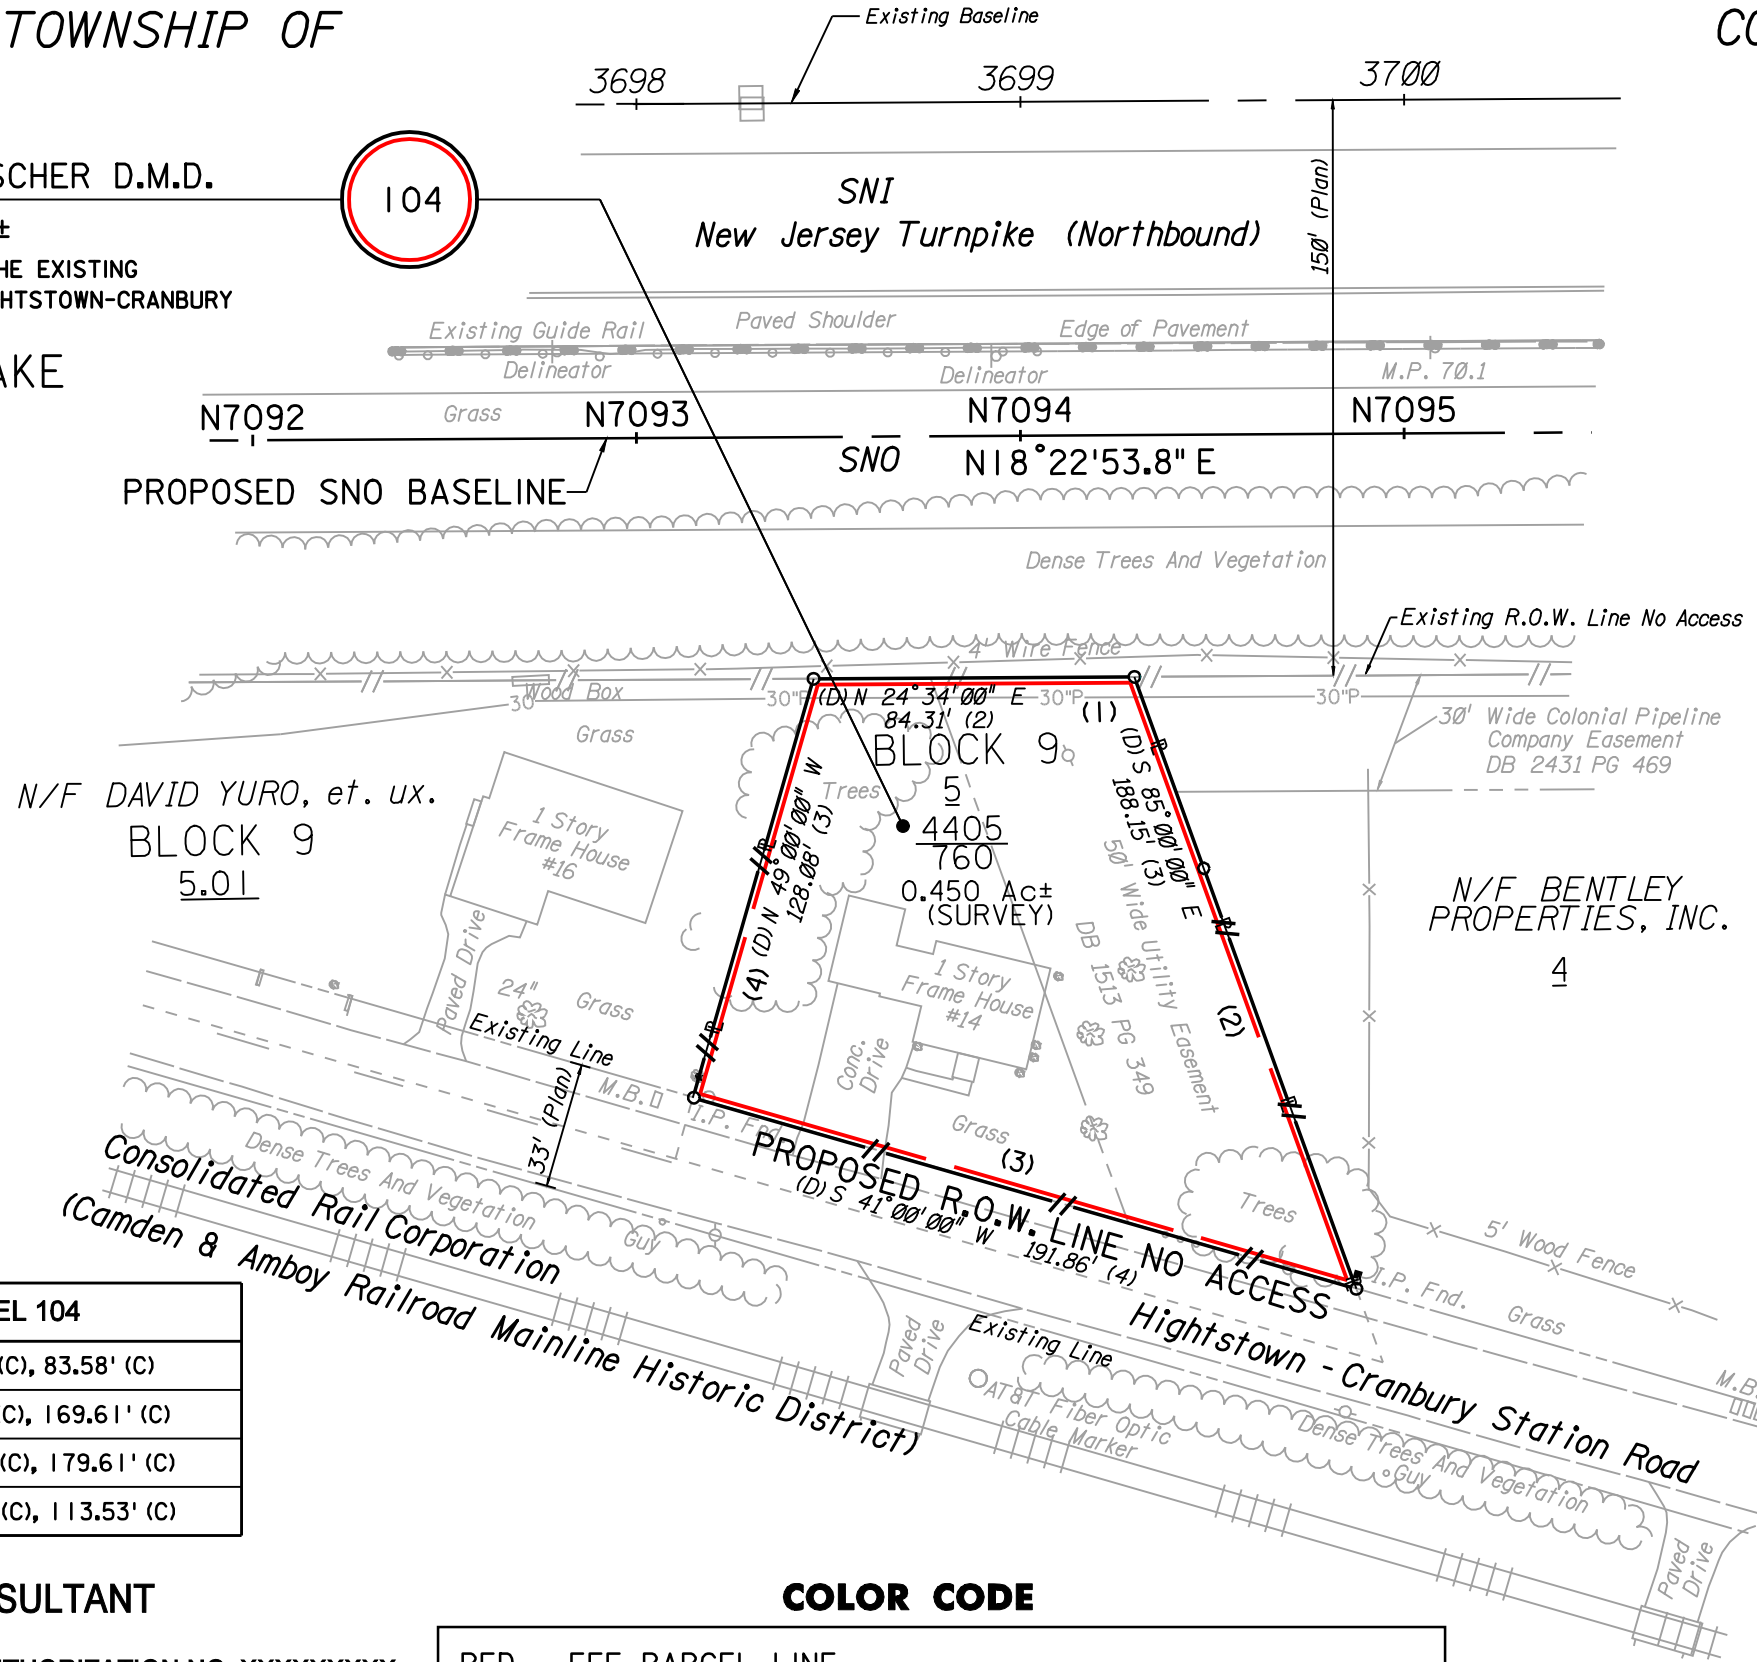 TOWNSHIP OF
CO
Existing Baseline
3698
3699
3700
SCHER D.M.D.
104
±
HE EXISTING
HTSTOWN-CRANBURY
AKE
SNI
New Jersey Turnpike (Northbound)
150' (Plan)
Existing Guide Rail
Paved Shoulder
Edge of Pavement
Delineator
Delineator
M.P. 70.1
Grass
N7092
N7093
N7094
N7095
PROPOSED SNO BASELINE
SNO
N18°22'53.8" E
Dense Trees And Vegetation
Existing R.O.W. Line No Access
4' Wire Fence
Wood Box
30"
30"P
30"P
30"P
(D) N 24°34'00" E
84.31' (2)
(1)
Grass
30' Wide Colonial Pipeline
Company Easement
DB 2431 PG 469
BLOCK 9
5
4405
760
0.450 Ac±
(SURVEY)
Trees
(D) S 85°00'00" E
188.15' (3)
(2)
(4) (D) N 49°00'00" W
128.08' (3)
50' Wide Utility Easement
DB 1513 PG 349
N/F DAVID YURO, et. ux.
BLOCK 9
5.01
1 Story
Frame House
#16
Paved Drive
N/F BENTLEY
PROPERTIES, INC.
4
1 Story
Frame House
#14
Conc.
Drive
24"
Grass
Existing Line
33' (Plan)
M.B.
I.P. Fnd.
Grass
(3)
PROPOSED R.O.W. LINE NO ACCESS
(D) S 41°00'00" W 191.86' (4)
Trees
5' Wood Fence
I.P. Fnd.
Grass
Dense Trees And Vegetation
Guy
Consolidated Rail Corporation
(Camden & Amboy Railroad Mainline Historic District)
Paved
Drive
Existing Line
Hightstown - Cranbury Station Road
AT&T Fiber Optic
Cable Marker
Dense Trees And Vegetation
Guy
M.B.
Paved
Drive
EL 104
(C), 83.58' (C)
(C), 169.61' (C)
(C), 179.61' (C)
(C), 113.53' (C)
SULTANT
COLOR CODE
THORIZATION NO. XXXXXXXXX
RED - FEE PARCEL LINE